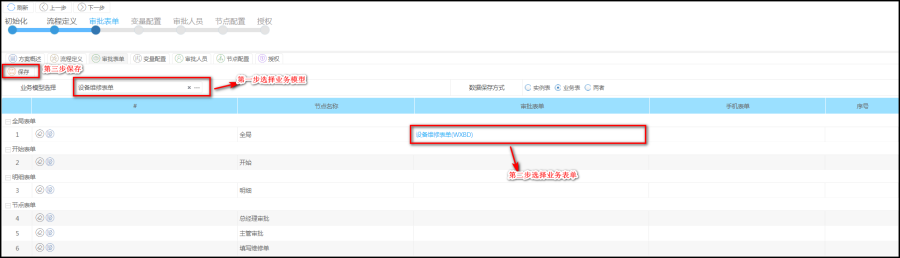 刷新 上一步 下一步
初始化 流程定义 审批表单 变量配置 审批人员 节点配置 授权
方案概述 流程定义 审批表单 变量配置 审批人员 节点配置 授权
保存 第三步保存
业务模型选择 设备维修表单 × ··· 第一步选择业务模型 数据保存方式 实例表 业务表 两者
# 节点名称 审批表单 手机表单 序号
全局表单
1 全局 设备维修表单(WXBD)
开始表单
2 开始
第二步选择业务表单
明细表单
3 明细
节点表单
4 总经理审批
5 主管审批
6 填写维修单